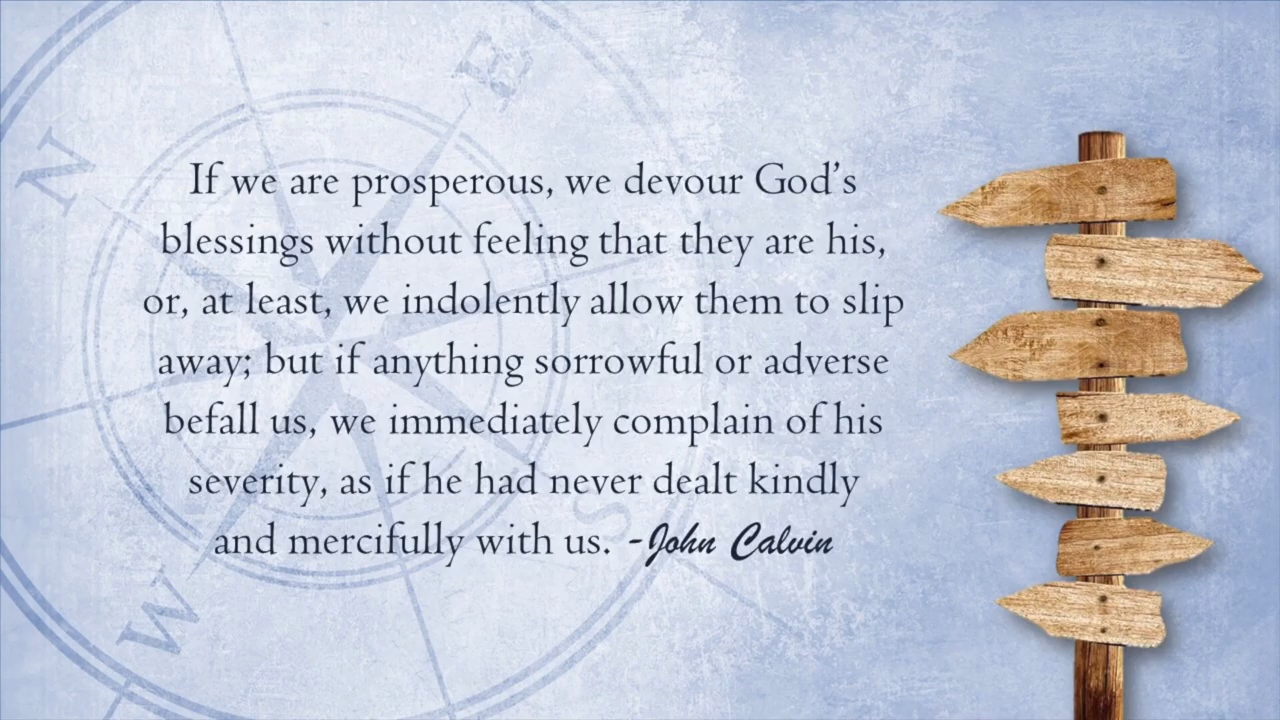 N
E
If we are prosperous, we devour God’s
blessings without feeling that they are his,
or, at least, we indolently allow them to slip
away; but if anything sorrowful or adverse
befall us, we immediately complain of his
severity, as if he had never dealt kindly
and mercifully with us. -John Calvin
S
W